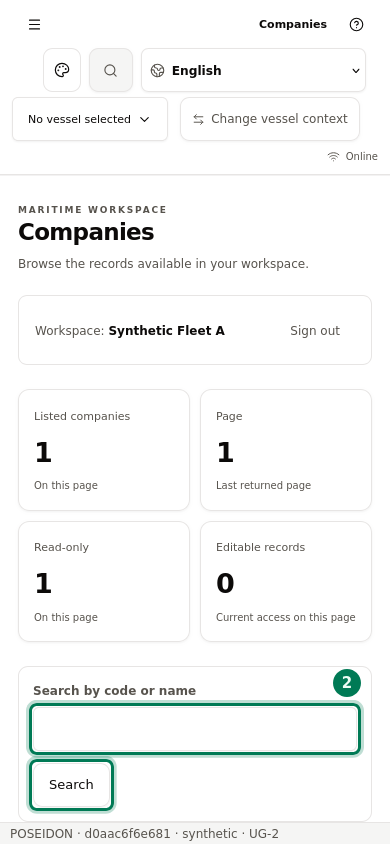 Companies
English
No vessel selected
Change vessel context
Online
MARITIME WORKSPACE
Companies
Browse the records available in your workspace.
Workspace: Synthetic Fleet A
Sign out
Listed companies
1
On this page
Page
1
Last returned page
Read-only
1
On this page
Editable records
0
Current access on this page
2
Search by code or name
Search
POSEIDON · d0aac6f6e681 · synthetic · UG-2